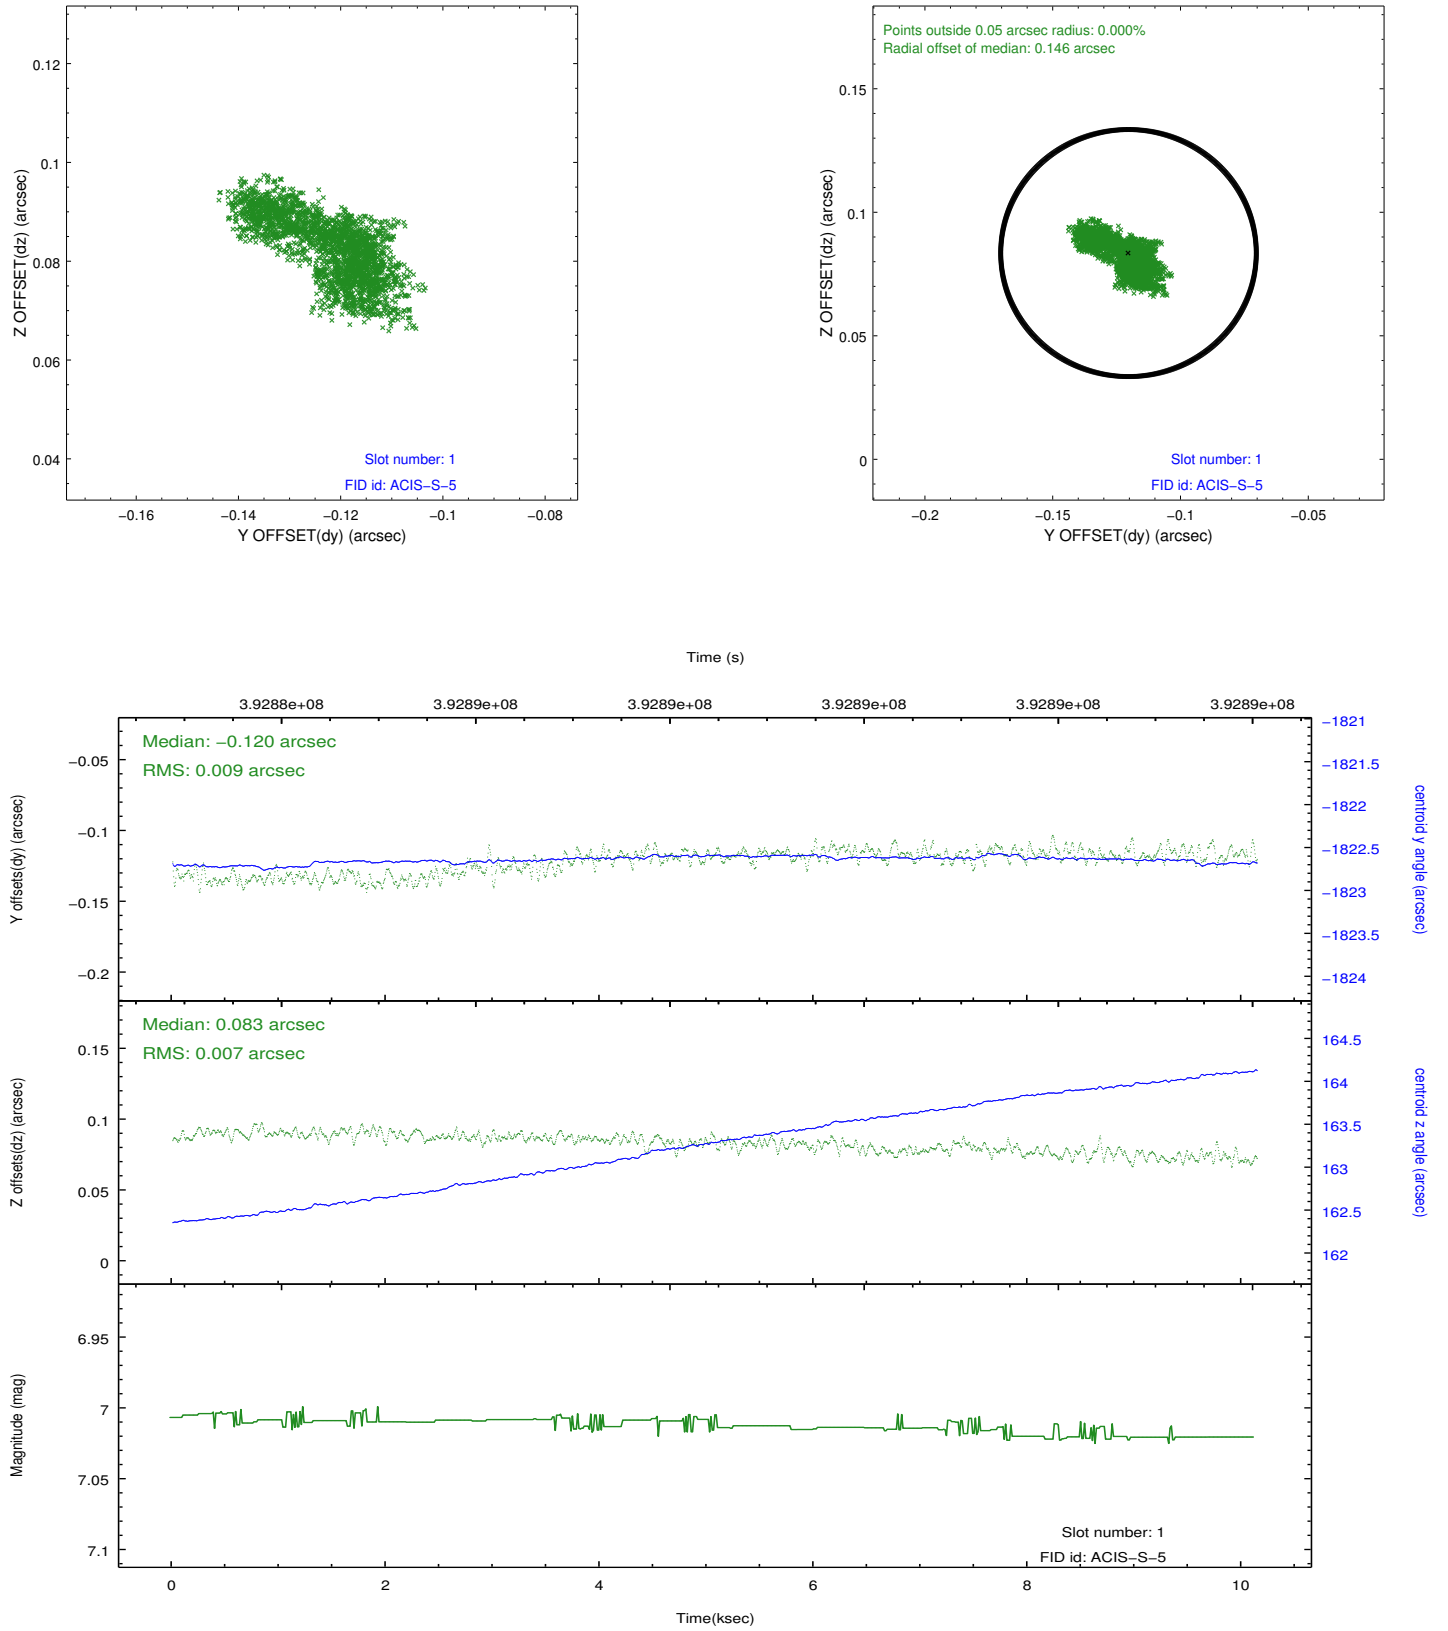 0.12
0.1
0.08
0.06
0.04
Z OFFSET(dz) (arcsec)
Slot number: 1
FID id: ACIS−S−5
−0.16
−0.14
−0.12
−0.1
−0.08
Y OFFSET(dy) (arcsec)
Points outside 0.05 arcsec radius: 0.000%
Radial offset of median: 0.146 arcsec
0.15
0.1
0.05
0
Z OFFSET(dz) (arcsec)
Slot number: 1
FID id: ACIS−S−5
−0.2
−0.15
−0.1
−0.05
Y OFFSET(dy) (arcsec)
Time (s)
3.9288e+08
3.9289e+08
3.9289e+08
3.9289e+08
3.9289e+08
3.9289e+08
Median: −0.120 arcsec
RMS: 0.009 arcsec
−0.05
−0.1
−0.15
−0.2
Y offsets(dy) (arcsec)
−1821
−1821.5
−1822
−1822.5
−1823
−1823.5
−1824
centroid y angle (arcsec)
Median: 0.083 arcsec
RMS: 0.007 arcsec
0.15
0.1
0.05
0
Z offsets(dz) (arcsec)
164.5
164
163.5
163
162.5
162
centroid z angle (arcsec)
6.95
7
7.05
7.1
Magnitude (mag)
Slot number: 1
FID id: ACIS−S−5
0
2
4
6
8
10
Time(ksec)